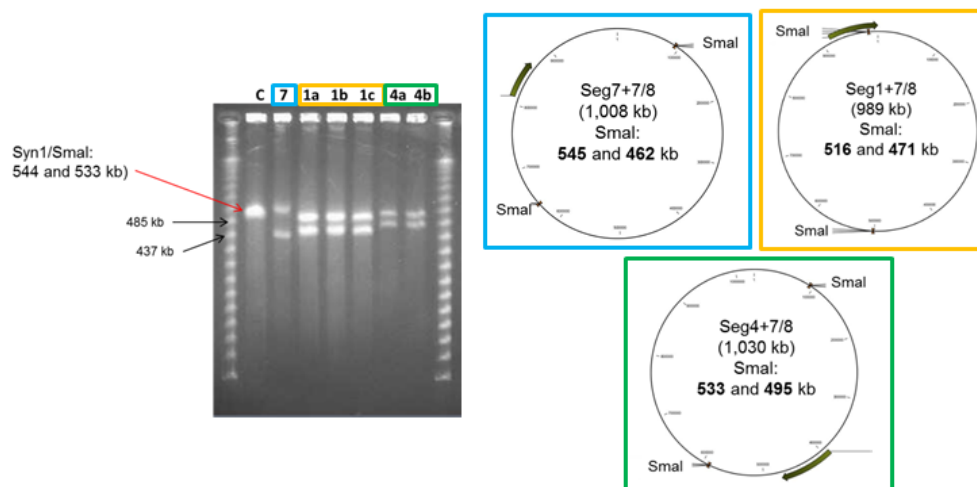 C 7 1a 1b 1c 4a 4b
Syn1/SmaI:
544 and 533 kb)
485 kb
437 kb
SmaI
Seg7+7/8
(1,008 kb)
SmaI:
545 and 462 kb
SmaI
SmaI
Seg1+7/8
(989 kb)
SmaI:
516 and 471 kb
SmaI
SmaI
Seg4+7/8
(1,030 kb)
SmaI:
533 and 495 kb
SmaI